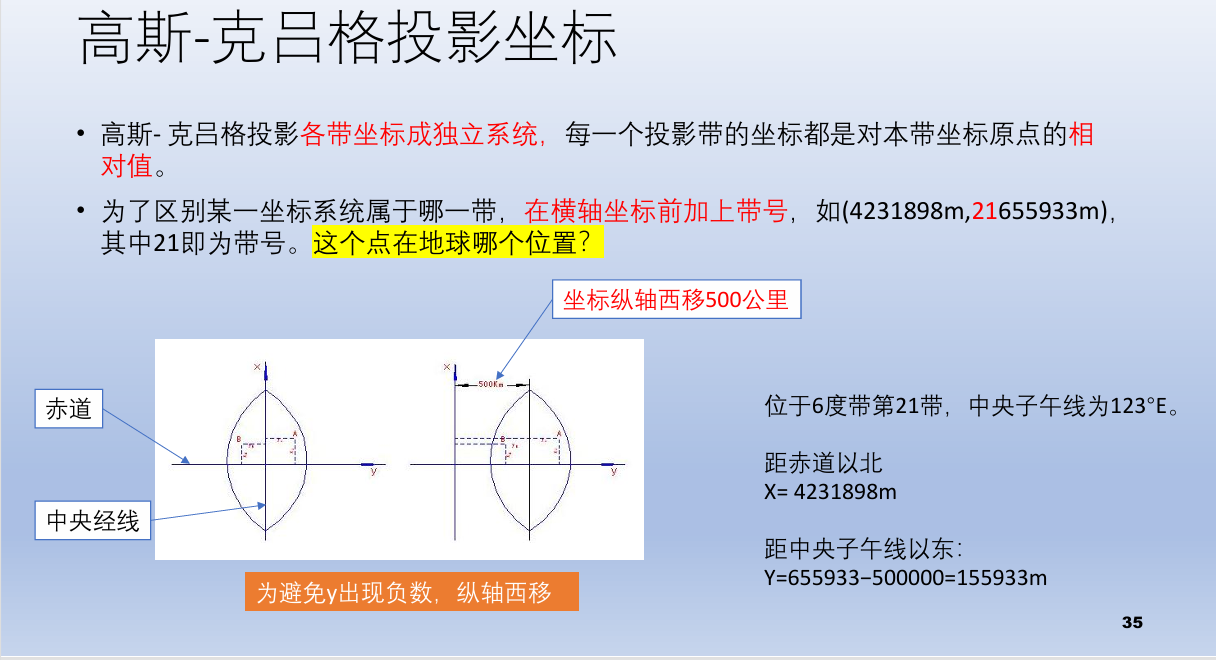 高斯-克吕格投影坐标
• 高斯- 克吕格投影各带坐标成独立系统，每一个投影带的坐标都是对本带坐标原点的相
对值。
• 为了区别某一坐标系统属于哪一带，在横轴坐标前加上带号，如(4231898m,21655933m)，
其中21即为带号。这个点在地球哪个位置？
坐标纵轴西移500公里
赤道
中央经线
x
B
A
y
x
500Km
B
A
y
为避免y出现负数，纵轴西移
位于6度带第21带，中央子午线为123°E。
距赤道以北
X= 4231898m
距中央子午线以东：
Y=655933−500000=155933m
35